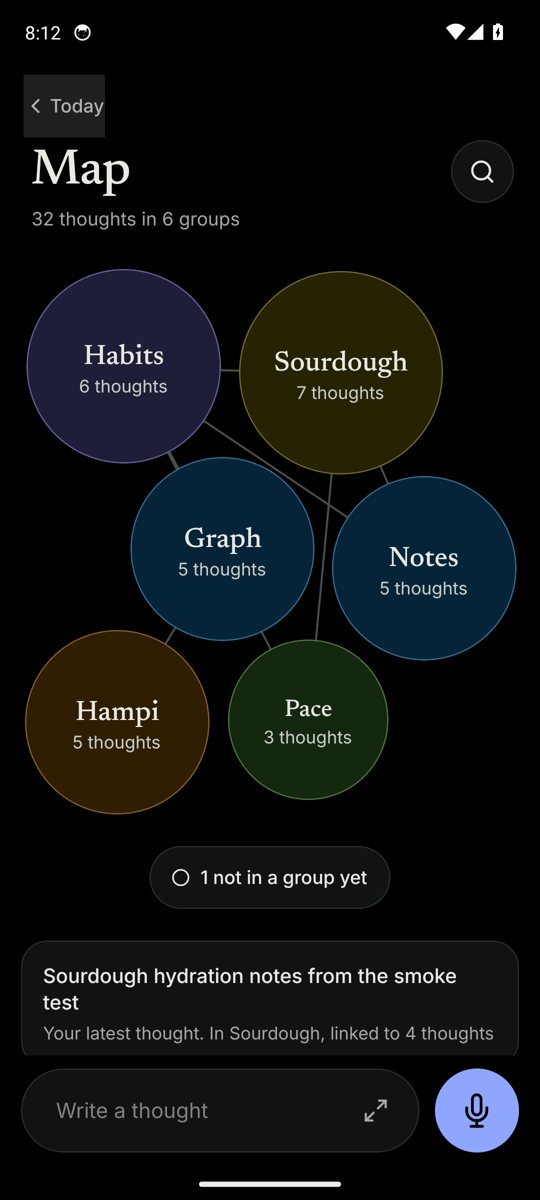 8:12
Today
Map
32 thoughts in 6 groups
Habits
6 thoughts
Sourdough
7 thoughts
Graph
5 thoughts
Notes
5 thoughts
Hampi
5 thoughts
Pace
3 thoughts
1 not in a group yet
Sourdough hydration notes from the smoke
test
Your latest thought. In Sourdough, linked to 4 thoughts
Write a thought